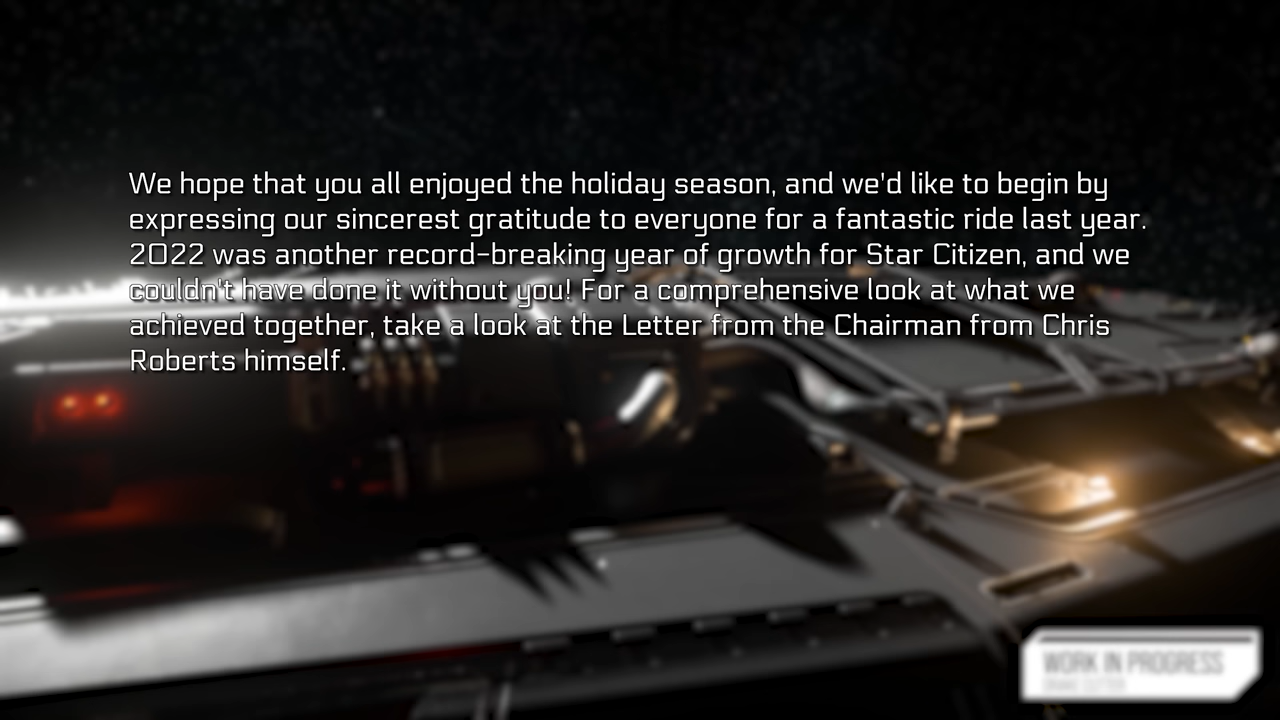 We hope that you all enjoyed the holiday season, and we'd like to begin by
expressing our sincerest gratitude to everyone for a fantastic ride last year.
2022 was another record-breaking year of growth for Star Citizen, and we
couldn't have done it without you! For a comprehensive look at what we
achieved together, take a look at the Letter from the Chairman from Chris
Roberts himself.
WORK IN PROGRESS